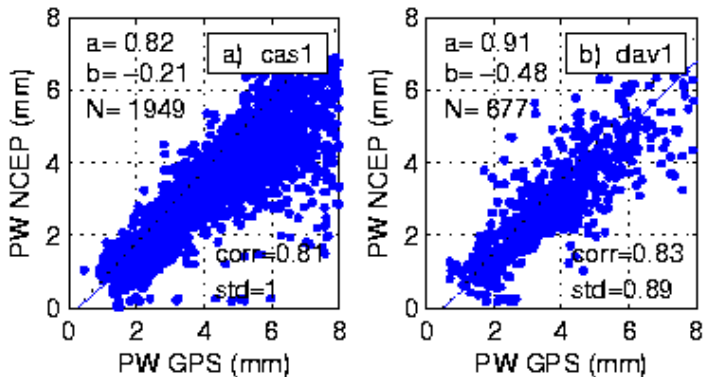 a= 0.82
a) cas1
b= −0.21
N= 1949
corr=0.81
std=1
8
6
4
2
0
0 2 4 6 8
PW NCEP (mm)
PW GPS (mm)
a= 0.91
b) dav1
b= −0.48
N= 677
corr=0.83
std=0.89
8
6
4
2
0
0 2 4 6 8
PW NCEP (mm)
PW GPS (mm)